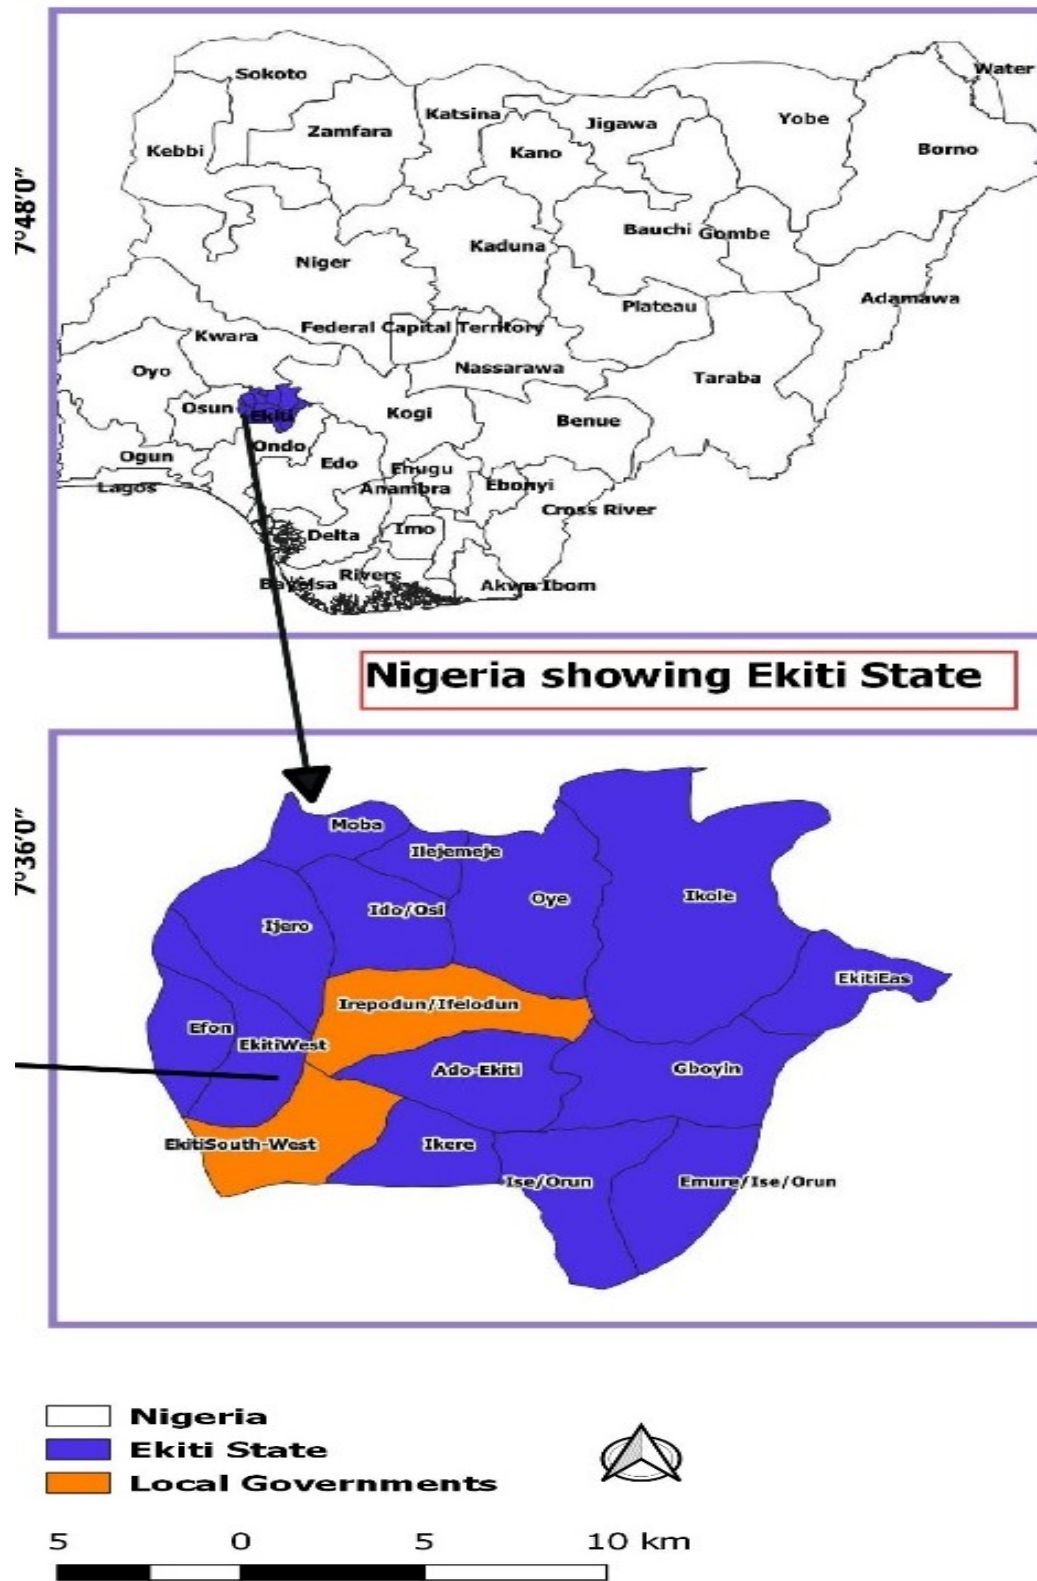 Sokoto
Water
Katsina
Yobe
Zamfara
Jigawa
Kebbi
Kano
Borno
7°48'0"
Bauchi
Gombe
Kaduna
Niger
Adamawa
Plateau
Federal Capital Territory
Kwara
Oyo
Nassarawa
Taraba
Osun
Ekiti
Kogi
Benue
Ondo
Ogun
Edo
Enugu
Lagos
Anambra
Ebonyi
Cross River
Imo
Delta
Rivers
Bayelsa
Akwa Ibom
Nigeria showing Ekiti State
7°36'0"
Moba
Ilejemeje
Oye
Ikole
Ido/Osi
Ijero
EkitiEas
Irepodun/Ifelodun
Efon
EkitiWest
Ado-Ekiti
Gboyin
EkitiSouth-West
Ikere
Ise/Orun
Emure/Ise/Orun
Nigeria
Ekiti State
Local Governments
5 0 5 10 km